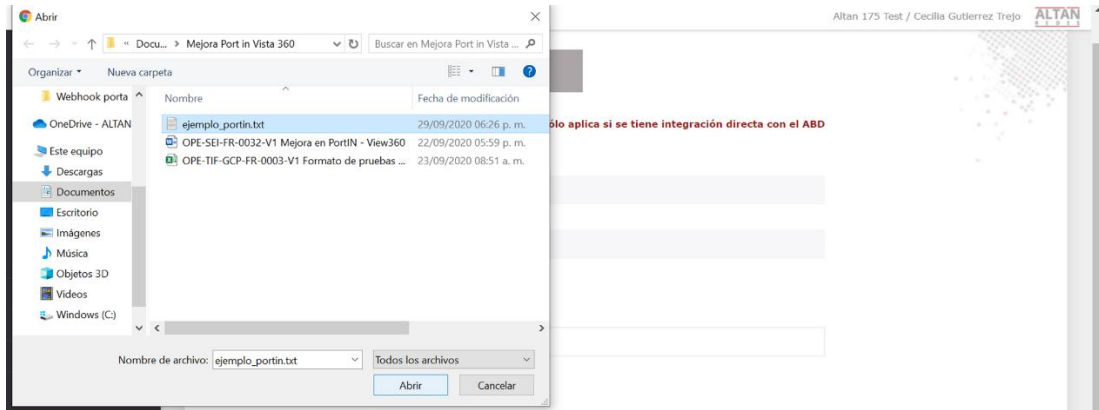 Abrir
Altan 175 Test / Cecilia Gutierrez Trejo
ALTAN
REDES
« Docu... > Mejora Port in Vista 360
Buscar en Mejora Port in Vista ...
Organizar
Nueva carpeta
Webhook porta
OneDrive - ALTAN
Este equipo
Descargas
Documentos
Escritorio
Imágenes
Música
Objetos 3D
Videos
Windows (C:)
Nombre
Fecha de modificación
ejemplo_portin.txt 29/09/2020 06:26 p. m.
OPE-SEI-FR-0032-V1 Mejora en PortIN - View360 22/09/2020 05:59 p. m.
OPE-TIF-GCP-FR-0003-V1 Formato de pruebas ... 23/09/2020 08:51 a. m.
ólo aplica si se tiene integración directa con el ABD
Nombre de archivo: ejemplo_portin.txt
Todos los archivos
Abrir
Cancelar